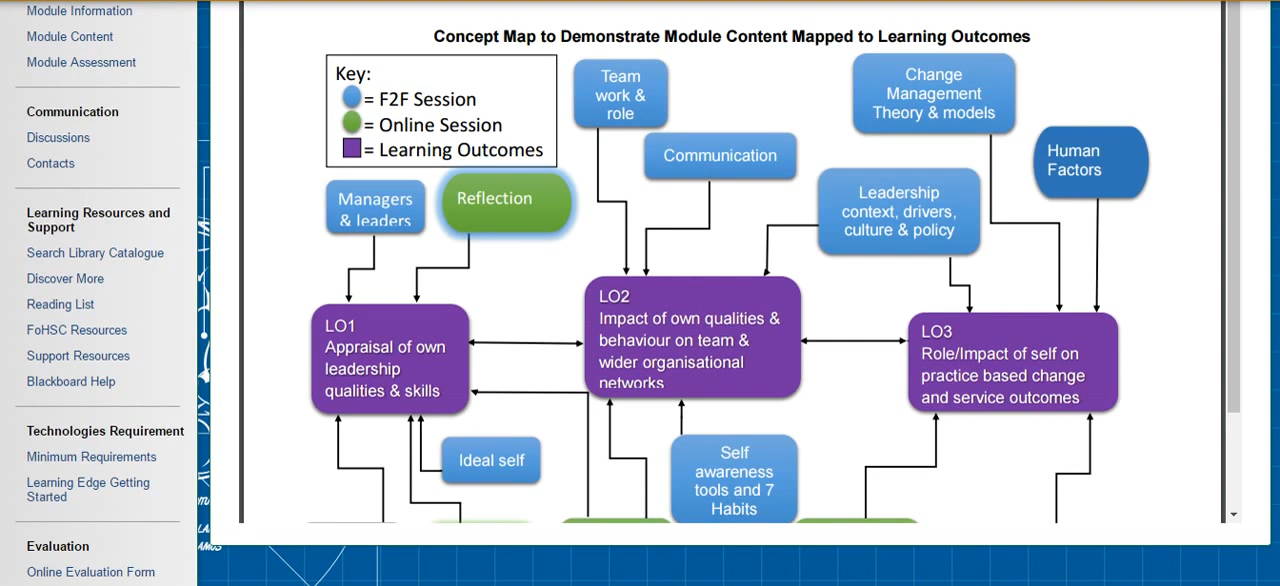 Module Information
Module Content
Module Assessment
Communication
Discussions
Contacts
Learning Resources and
Support
Search Library Catalogue
Discover More
Reading List
FoHSC Resources
Support Resources
Blackboard Help
Technologies Requirement
Minimum Requirements
Learning Edge Getting
Started
Evaluation
Online Evaluation Form
Concept Map to Demonstrate Module Content Mapped to Learning Outcomes
Key:
= F2F Session
= Online Session
= Learning Outcomes
Team
work &
role
Change
Management
Theory & models
Communication
Human
Factors
Managers
& leaders
Reflection
Leadership
context, drivers,
culture & policy
LO1
Appraisal of own
leadership
qualities & skills
LO2
Impact of own qualities &
behaviour on team &
wider organisational
networks
LO3
Role/Impact of self on
practice based change
and service outcomes
Ideal self
Self
awareness
tools and 7
Habits